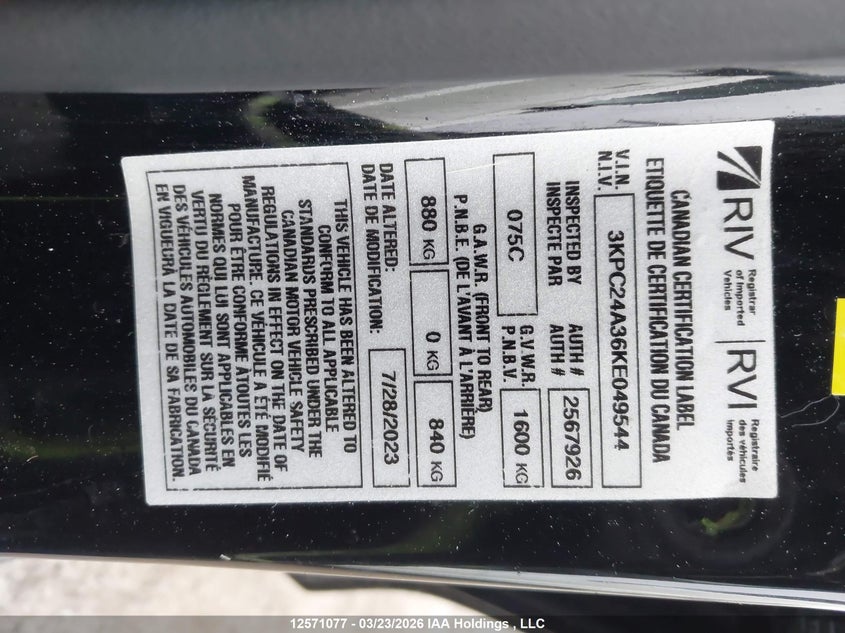 RIV Registrar of Imported Vehicles | RVI Registraire des véhicules importés
CANADIAN CERTIFICATION LABEL
ETIQUETTE DE CERTIFICATION DU CANADA
V.I.N.
N.I.V.
3KPC24A36KE049544
INSPECTED BY
INSPECTE PAR
AUTH #
AUTH #
2567926
075C
G.V.W.R.
P.N.B.V.
1600 KG
G.A.W.R. (FRONT TO REAR)
P.N.B.E. (DE L'AVANT À L'ARRIÈRE)
880 KG 0 KG 840 KG
DATE ALTERED:
DATE DE MODIFICATION:
7/28/2023
THIS VEHICLE HAS BEEN ALTERED TO
CONFORM TO ALL APPLICABLE
STANDARDS PRESCRIBED UNDER THE
CANADIAN MOTOR VEHICLE SAFETY
REGULATIONS IN EFFECT ON THE DATE OF
MANUFACTURE. CE VÉHICULE A ÉTÉ MODIFIÉ
POUR ÊTRE CONFORME ÀTOUTES LES
NORMES QUI LUI SONT APPLICABLES EN
VERTU DU RÈGLEMENT SUR LA SÉCURITÉ
DES VÉHICULES AUTOMOBILES DU CANADA
EN VIGUEIRÀ LA DATE DE SA FABRICATION.
12571077 - 03/23/2026 IAA Holdings , LLC